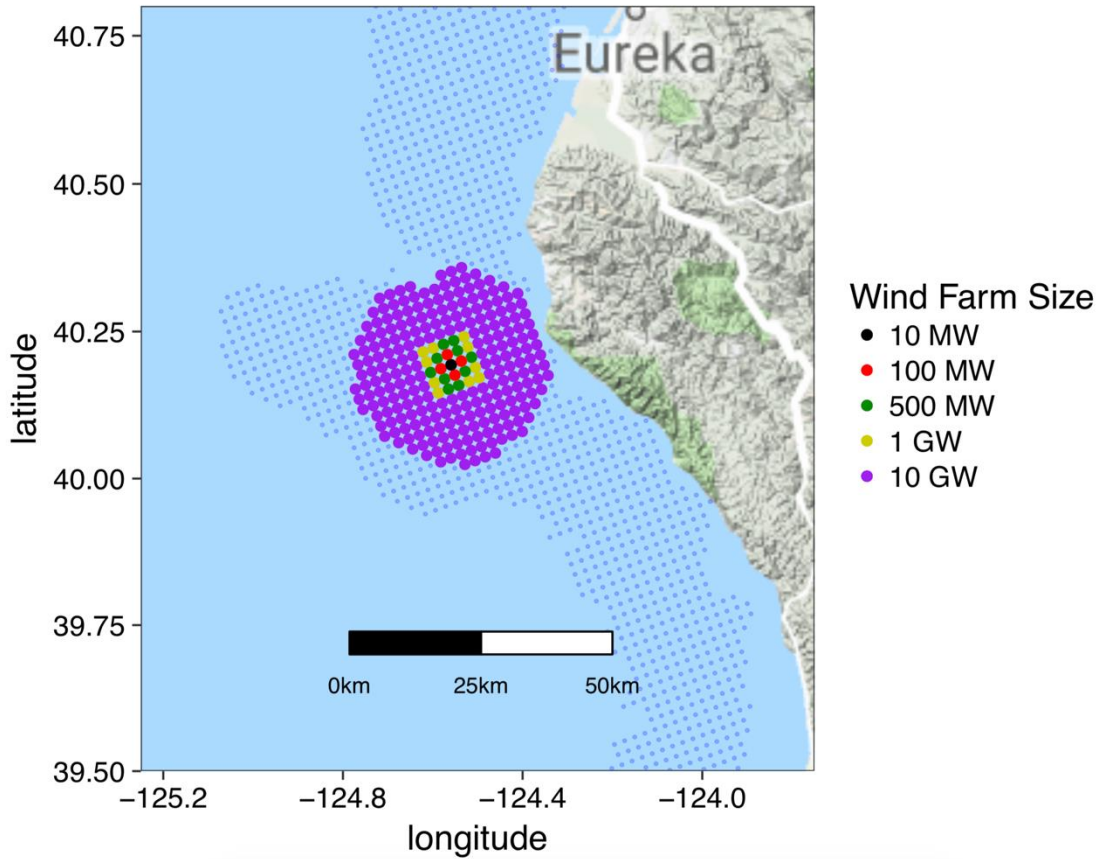 40.75
40.50
40.25
40.00
39.75
39.50
latitude
Eureka
0km 25km 50km
−125.2 −124.8 −124.4 −124.0
longitude
Wind Farm Size
10 MW
100 MW
500 MW
1 GW
10 GW